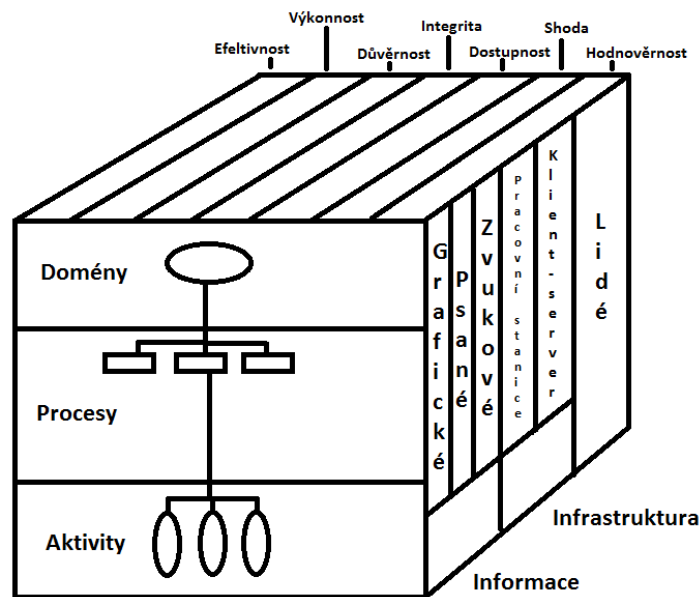 Výkonnost
Integrita
Shoda
Efeltivnost
Důvěrnost
Dostupnost
Hodnověrnost
Domény
Procesy
Aktivity
Grafické
Psané
Zvukové
Pracovní stanice
Klient-server
Lidé
Infrastruktura
Informace